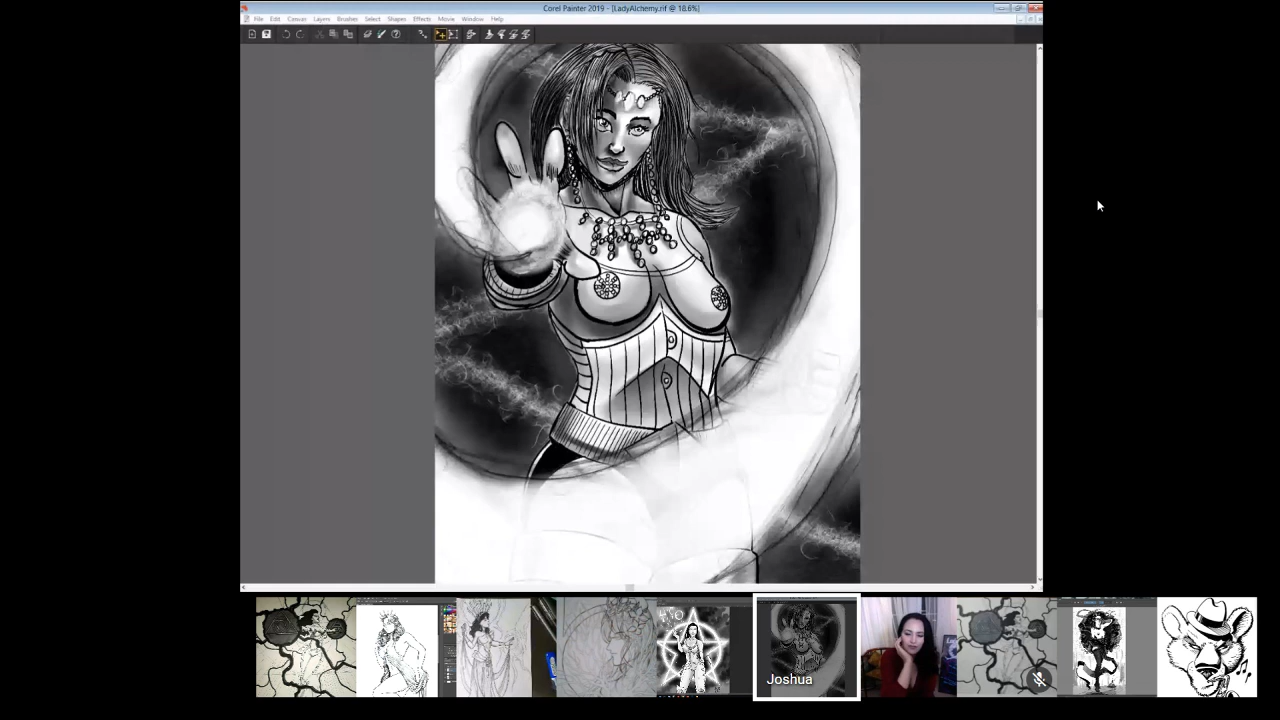 Corel Painter 2019 - [LadyAlchemy.rif @ 18.6%]
File Edit Canvas Layers Brushes Select Shapes Effects Movie Window Help
Joshua